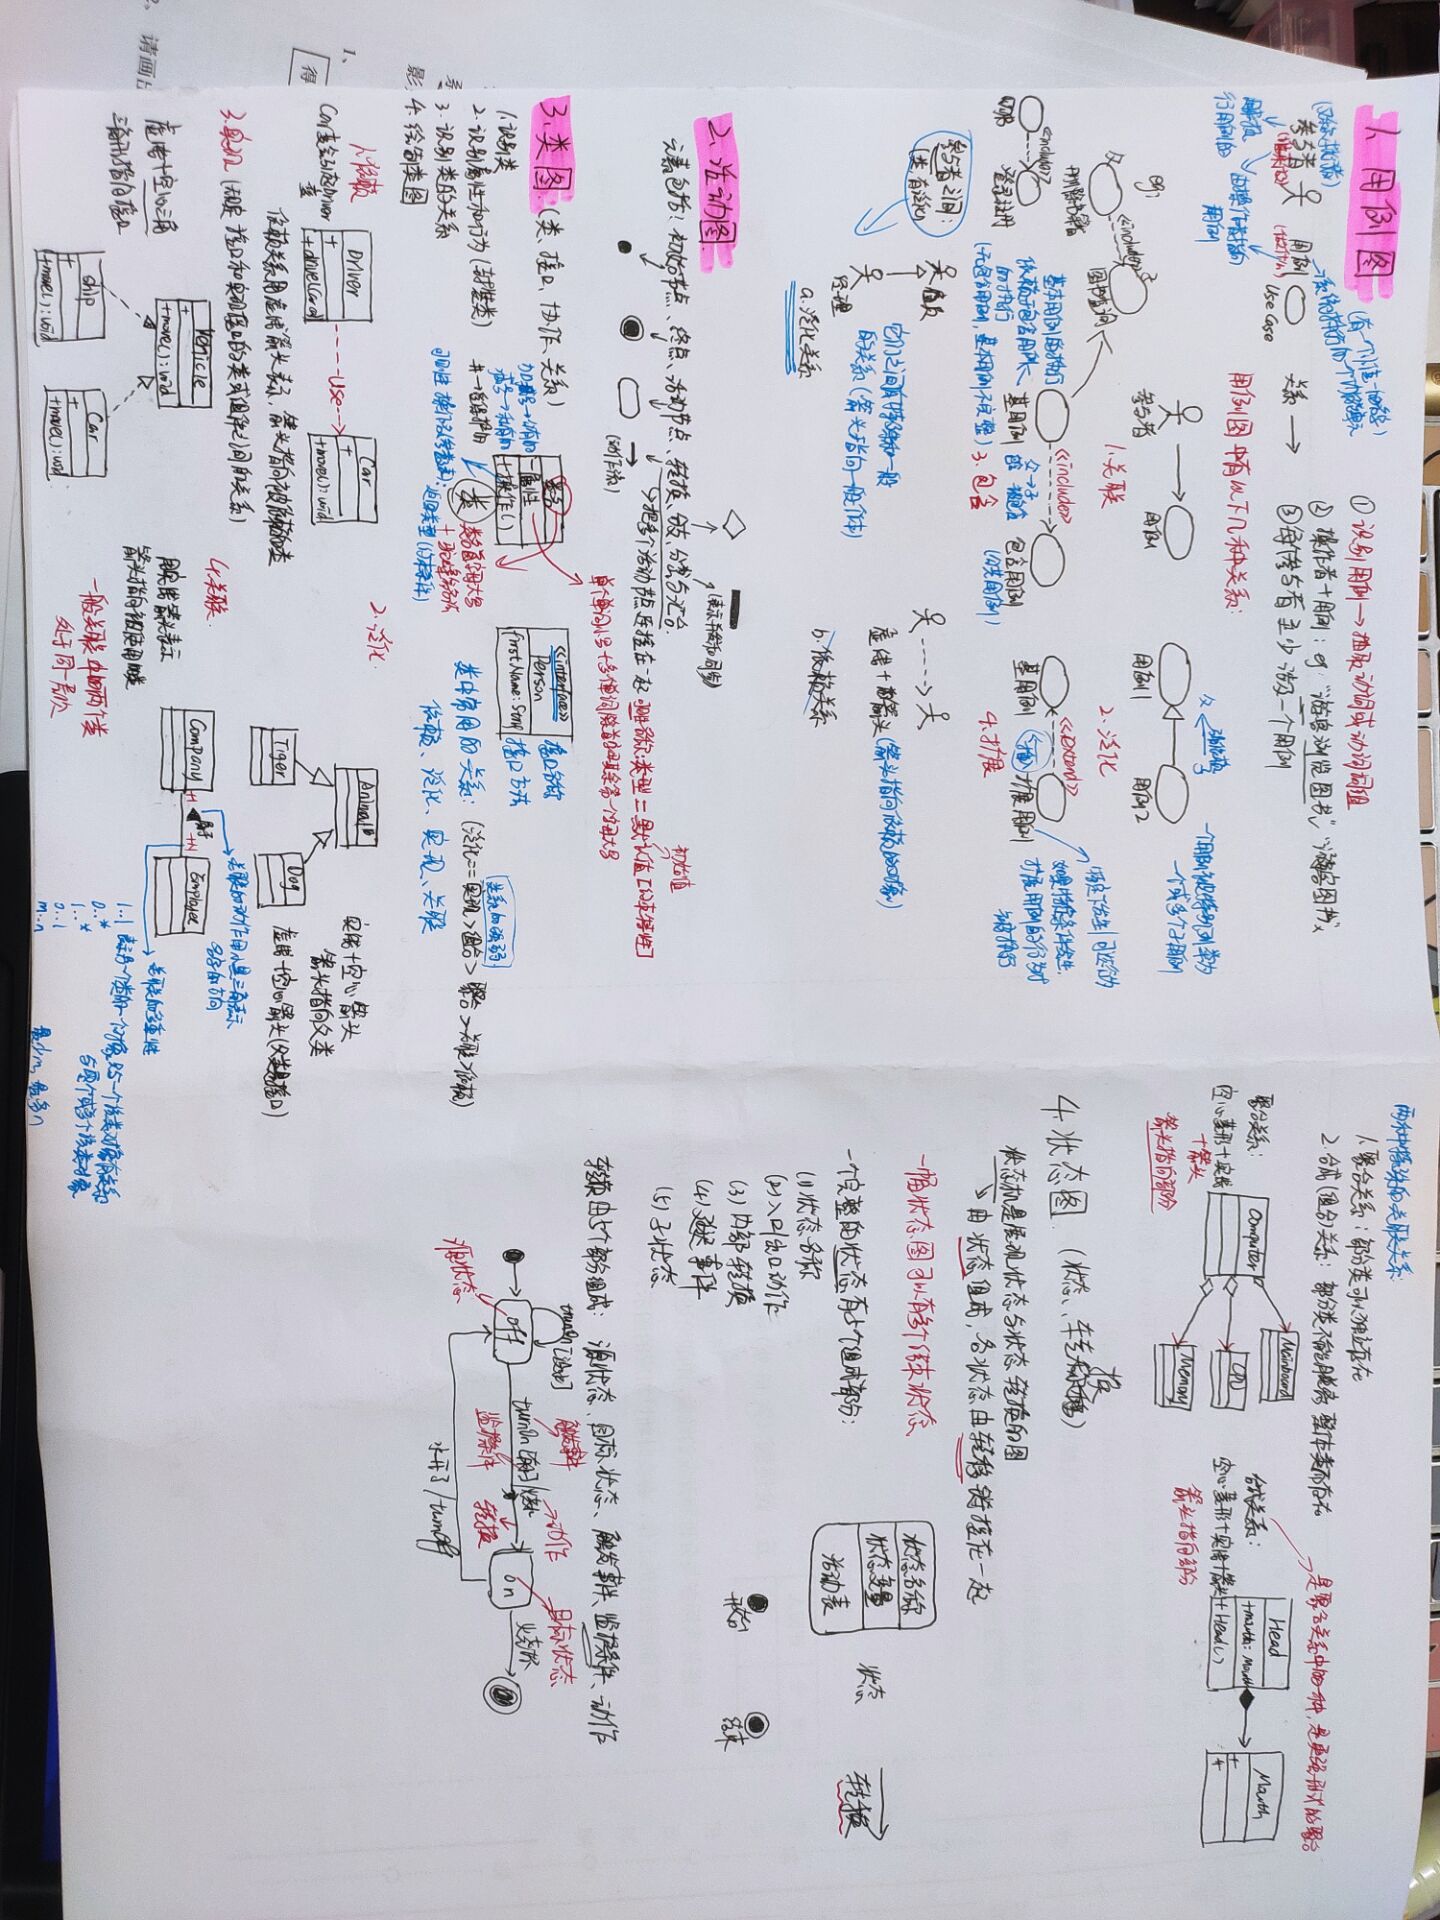 1. 用例图
(有一个以唯一的名字)
(又称执行者)
参与者
用例
→系统执行的一个功能单元
Use Case
关系
用来执行用例的
由操作者指向用例
① 识别用例→抽取动词或动词词组
② 操作者+用例: eg: "游客浏览图书"√ "游客图书"×
③ 每个参与者至少涉及一个用例
用例图中有以下几种关系:
参与者
用例
1. 关联
父
子
用例1
用例2
2. 泛化
一个用例被特别列举为
一个或多个子用例
eg:
父
<<include>>
子
删除书籍
图书查询
<<include>>
登录注册
基本用例的执行
依赖于包含用例
的执行
(无包含用例, 基本用例不完整)
基用例
<<include>>
父→子
包含用例
(公共用例)
3. 包含
基用例
<<extend>>
扩展用例
4. 扩展
如果特定条件发生,
扩展用例的行为才
被执行
参与者之间:
(类, 有泛化)
雇员
经理
它们之间有特殊和一般
的关系(箭头指向一般个体)
a. 泛化关系
虚线+箭头(箭头指向依赖的对象)
b. 依赖关系
2. 活动图
(表示并发和同步)
元素包括: 初始节点、终点、活动节点、转换、分支、分岔与汇合.
(动作流)
→把多个活动节点连接在一起
初始值
可见性 名称:类型=默认值[约束特性]
单个单词小写+多单词除首字母其余第一个字母大写
3. 类图 (类、接口、协作、关系)
1. 识别类
2. 识别属性和行为(封装类)
3. 识别类的关系
4. 绘制类图
加号→公有的
减号→私有的
#→受保护的
类名
-属性
+操作()
类
类名首字母大写
+驼峰命名法
可见性 操作名(参数表):
返回类型(约束条件)
<<interface>>
Person
firstName: String
接口名称
接口方法
关系的强弱
类中常用的关系: (泛化==实现>组合>聚合>关联>依赖)
依赖、泛化、实现、关联
1. 依赖
Car变会引起Driver
变
Driver
+
+drive(Car car)
use
Car
+
+move(): void
依赖关系用虚线箭头表示, 箭头指向被依赖的类
2. 泛化
Animal
Tiger
Dog
实线+空心箭头
箭头指向父类
虚线+空心箭头(父类是接口)
3. 实现 (规定接口和实现接口的类或组件之间的关系)
虚线+空心三角
三角形指向接口
Vehicle
+
+move(): void
ship
+
+move(): void
Car
+
+move(): void
4. 关联
用实线箭头表示
箭头指向被使用的类
一般关联中的两个类
处于同一层次
Company
属于
Employee
关联的动作用小黑三角表示
名字的方向
关联的多重性
1..1 表示另一个类的一个对象只与一个该类对象有关系
0..* 与零个或多个该类对象
1..*
0..1
m..n 最少m, 最多n
两种特殊的关联关系:
1. 聚合关系: 部分类可以独立存在
2. 合成(组合)关系: 部分类不能脱离整体类而存在
→是聚合关系中的一种, 是更强形式的聚合
聚合关系:
空心菱形+实线
+箭头
箭头指向部分
Computer
Mainboard
CPU
Memory
合成关系:
空心菱形+实线+箭头
箭头指向部分
Head
+mouth: Mouth
+Head()
Mouth
+
+
4. 状态图 (状态、转换)
状态机是展现状态与状态转换的图
→由状态组成, 各状态由转移链接在一起
一幅状态图可以有多个结束状态
状态名称
状态变量
活动表
状态
转换
一个完整的状态有5个组成部分:
(1) 状态名称
(2) 入口/出口动作
(3) 内部转换
(4) 延迟事件
(5) 子状态
开始
结束
转换由5个部分组成: 源状态、目标状态、触发事件、监护条件、动作
turnOn[没水]
触发事件
动作
目标状态
off
turnOn[有水]/烧水
on
烧坏
源状态
监护条件
转换
水开了/turnOff